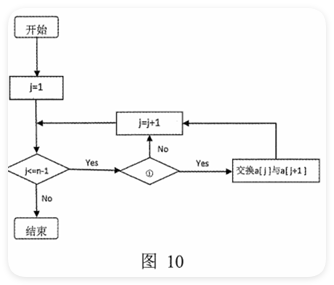 开始
j=1
j=j+1
No
j<=n-1
Yes
①
Yes
交换a[j]与a[j+1]
No
结束
图 10